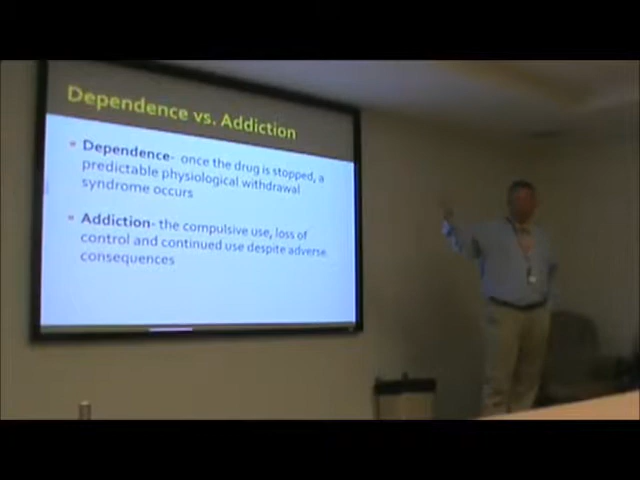 Dependence vs. Addiction
Dependence- once the drug is stopped, a
predictable physiological withdrawal
syndrome occurs
Addiction- the compulsive use, loss of
control and continued use despite adverse
consequences